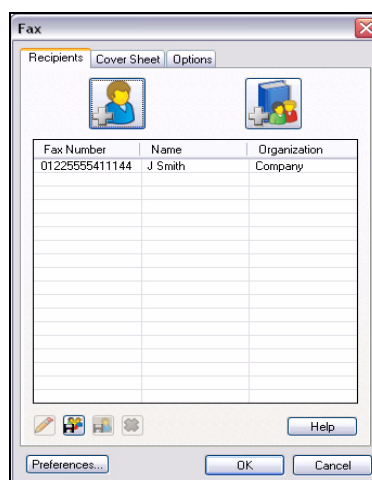 Fax
Recipients Cover Sheet Options
Fax Number Name Organization
01225555411144 J Smith Company
Help
Preferences... OK Cancel